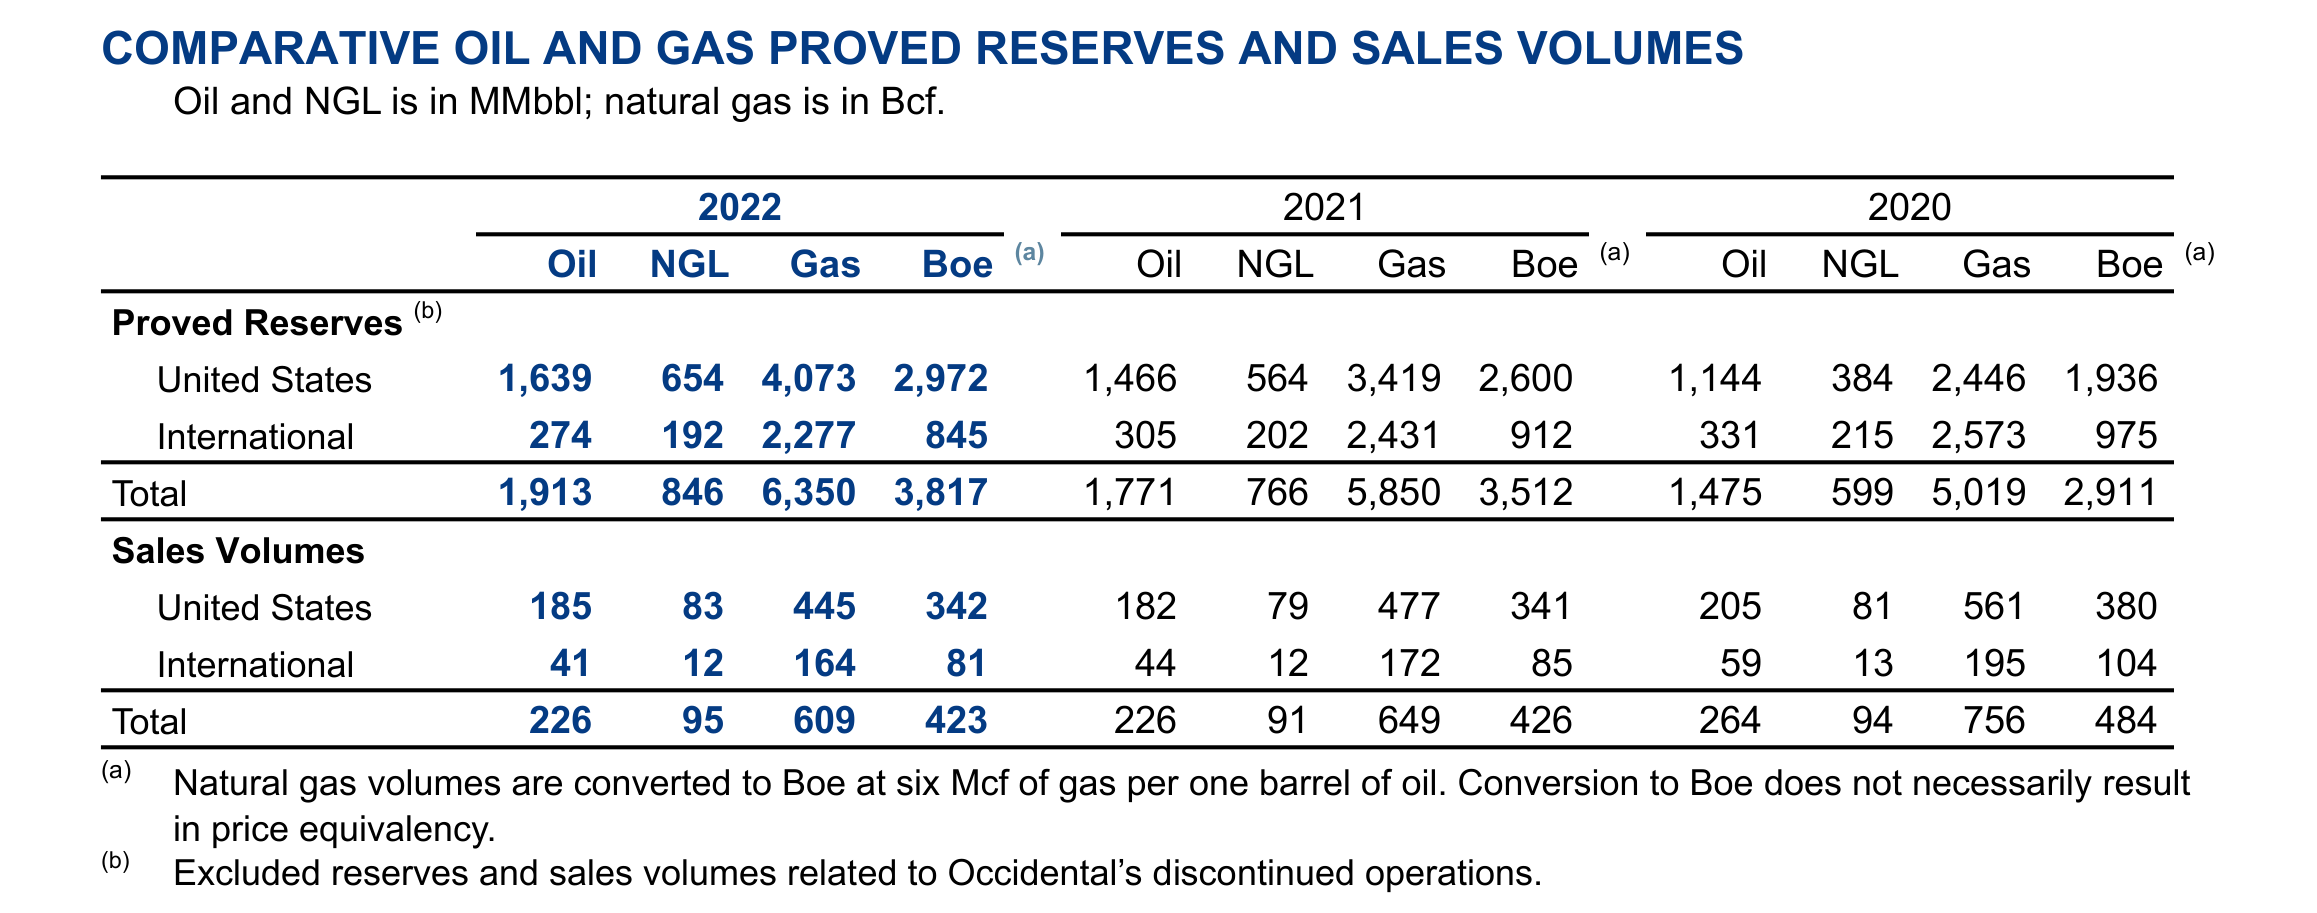 COMPARATIVE OIL AND GAS PROVED RESERVES AND SALES VOLUMES
Oil and NGL is in MMbbl; natural gas is in Bcf.
2022 2021 2020
Oil NGL Gas Boe (a) Oil NGL Gas Boe (a) Oil NGL Gas Boe (a)
Proved Reserves (b)
United States 1,639 654 4,073 2,972 1,466 564 3,419 2,600 1,144 384 2,446 1,936
International 274 192 2,277 845 305 202 2,431 912 331 215 2,573 975
Total 1,913 846 6,350 3,817 1,771 766 5,850 3,512 1,475 599 5,019 2,911
Sales Volumes
United States 185 83 445 342 182 79 477 341 205 81 561 380
International 41 12 164 81 44 12 172 85 59 13 195 104
Total 226 95 609 423 226 91 649 426 264 94 756 484
(a) Natural gas volumes are converted to Boe at six Mcf of gas per one barrel of oil. Conversion to Boe does not necessarily result
in price equivalency.
(b) Excluded reserves and sales volumes related to Occidental’s discontinued operations.